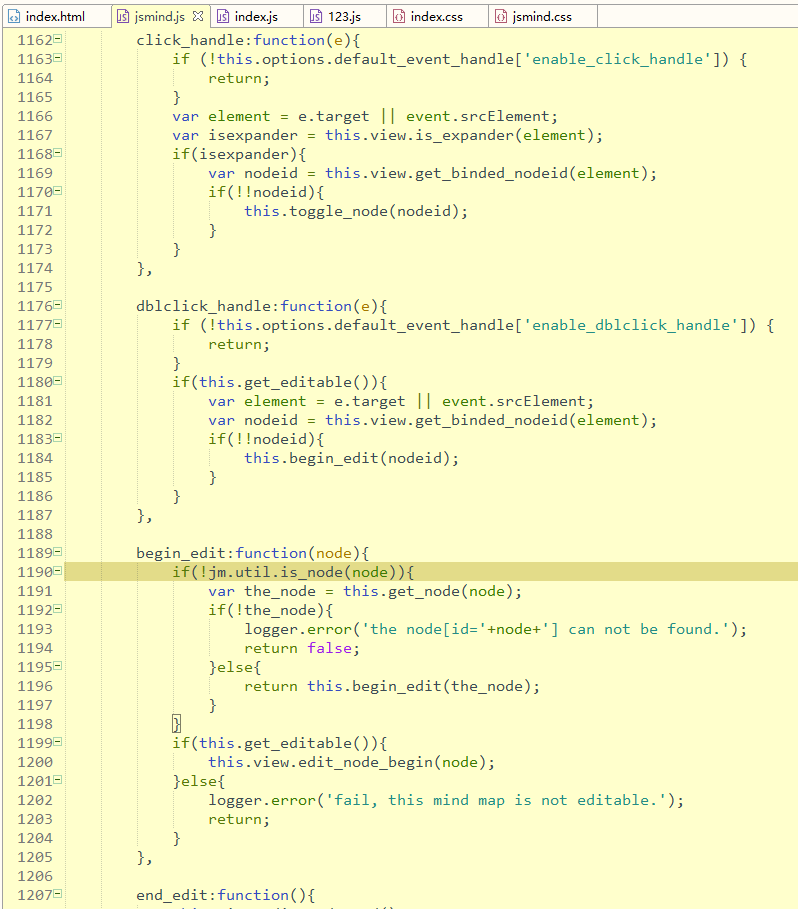 index.html jsmind.js index.js 123.js index.css jsmind.css
1162 click_handle:function(e){
1163 if (!this.options.default_event_handle['enable_click_handle']) {
1164 return;
1165 }
1166 var element = e.target || event.srcElement;
1167 var isexpander = this.view.is_expander(element);
1168 if(isexpander){
1169 var nodeid = this.view.get_binded_nodeid(element);
1170 if(!!nodeid){
1171 this.toggle_node(nodeid);
1172 }
1173 }
1174 },
1175
1176 dblclick_handle:function(e){
1177 if (!this.options.default_event_handle['enable_dblclick_handle']) {
1178 return;
1179 }
1180 if(this.get_editable()){
1181 var element = e.target || event.srcElement;
1182 var nodeid = this.view.get_binded_nodeid(element);
1183 if(!!nodeid){
1184 this.begin_edit(nodeid);
1185 }
1186 }
1187 },
1188
1189 begin_edit:function(node){
1190 if(!jm.util.is_node(node)){
1191 var the_node = this.get_node(node);
1192 if(!the_node){
1193 logger.error('the node[id='+node+'] can not be found.');
1194 return false;
1195 }else{
1196 return this.begin_edit(the_node);
1197 }
1198 }
1199 if(this.get_editable()){
1200 this.view.edit_node_begin(node);
1201 }else{
1202 logger.error('fail, this mind map is not editable.');
1203 return;
1204 }
1205 },
1206
1207 end_edit:function(){